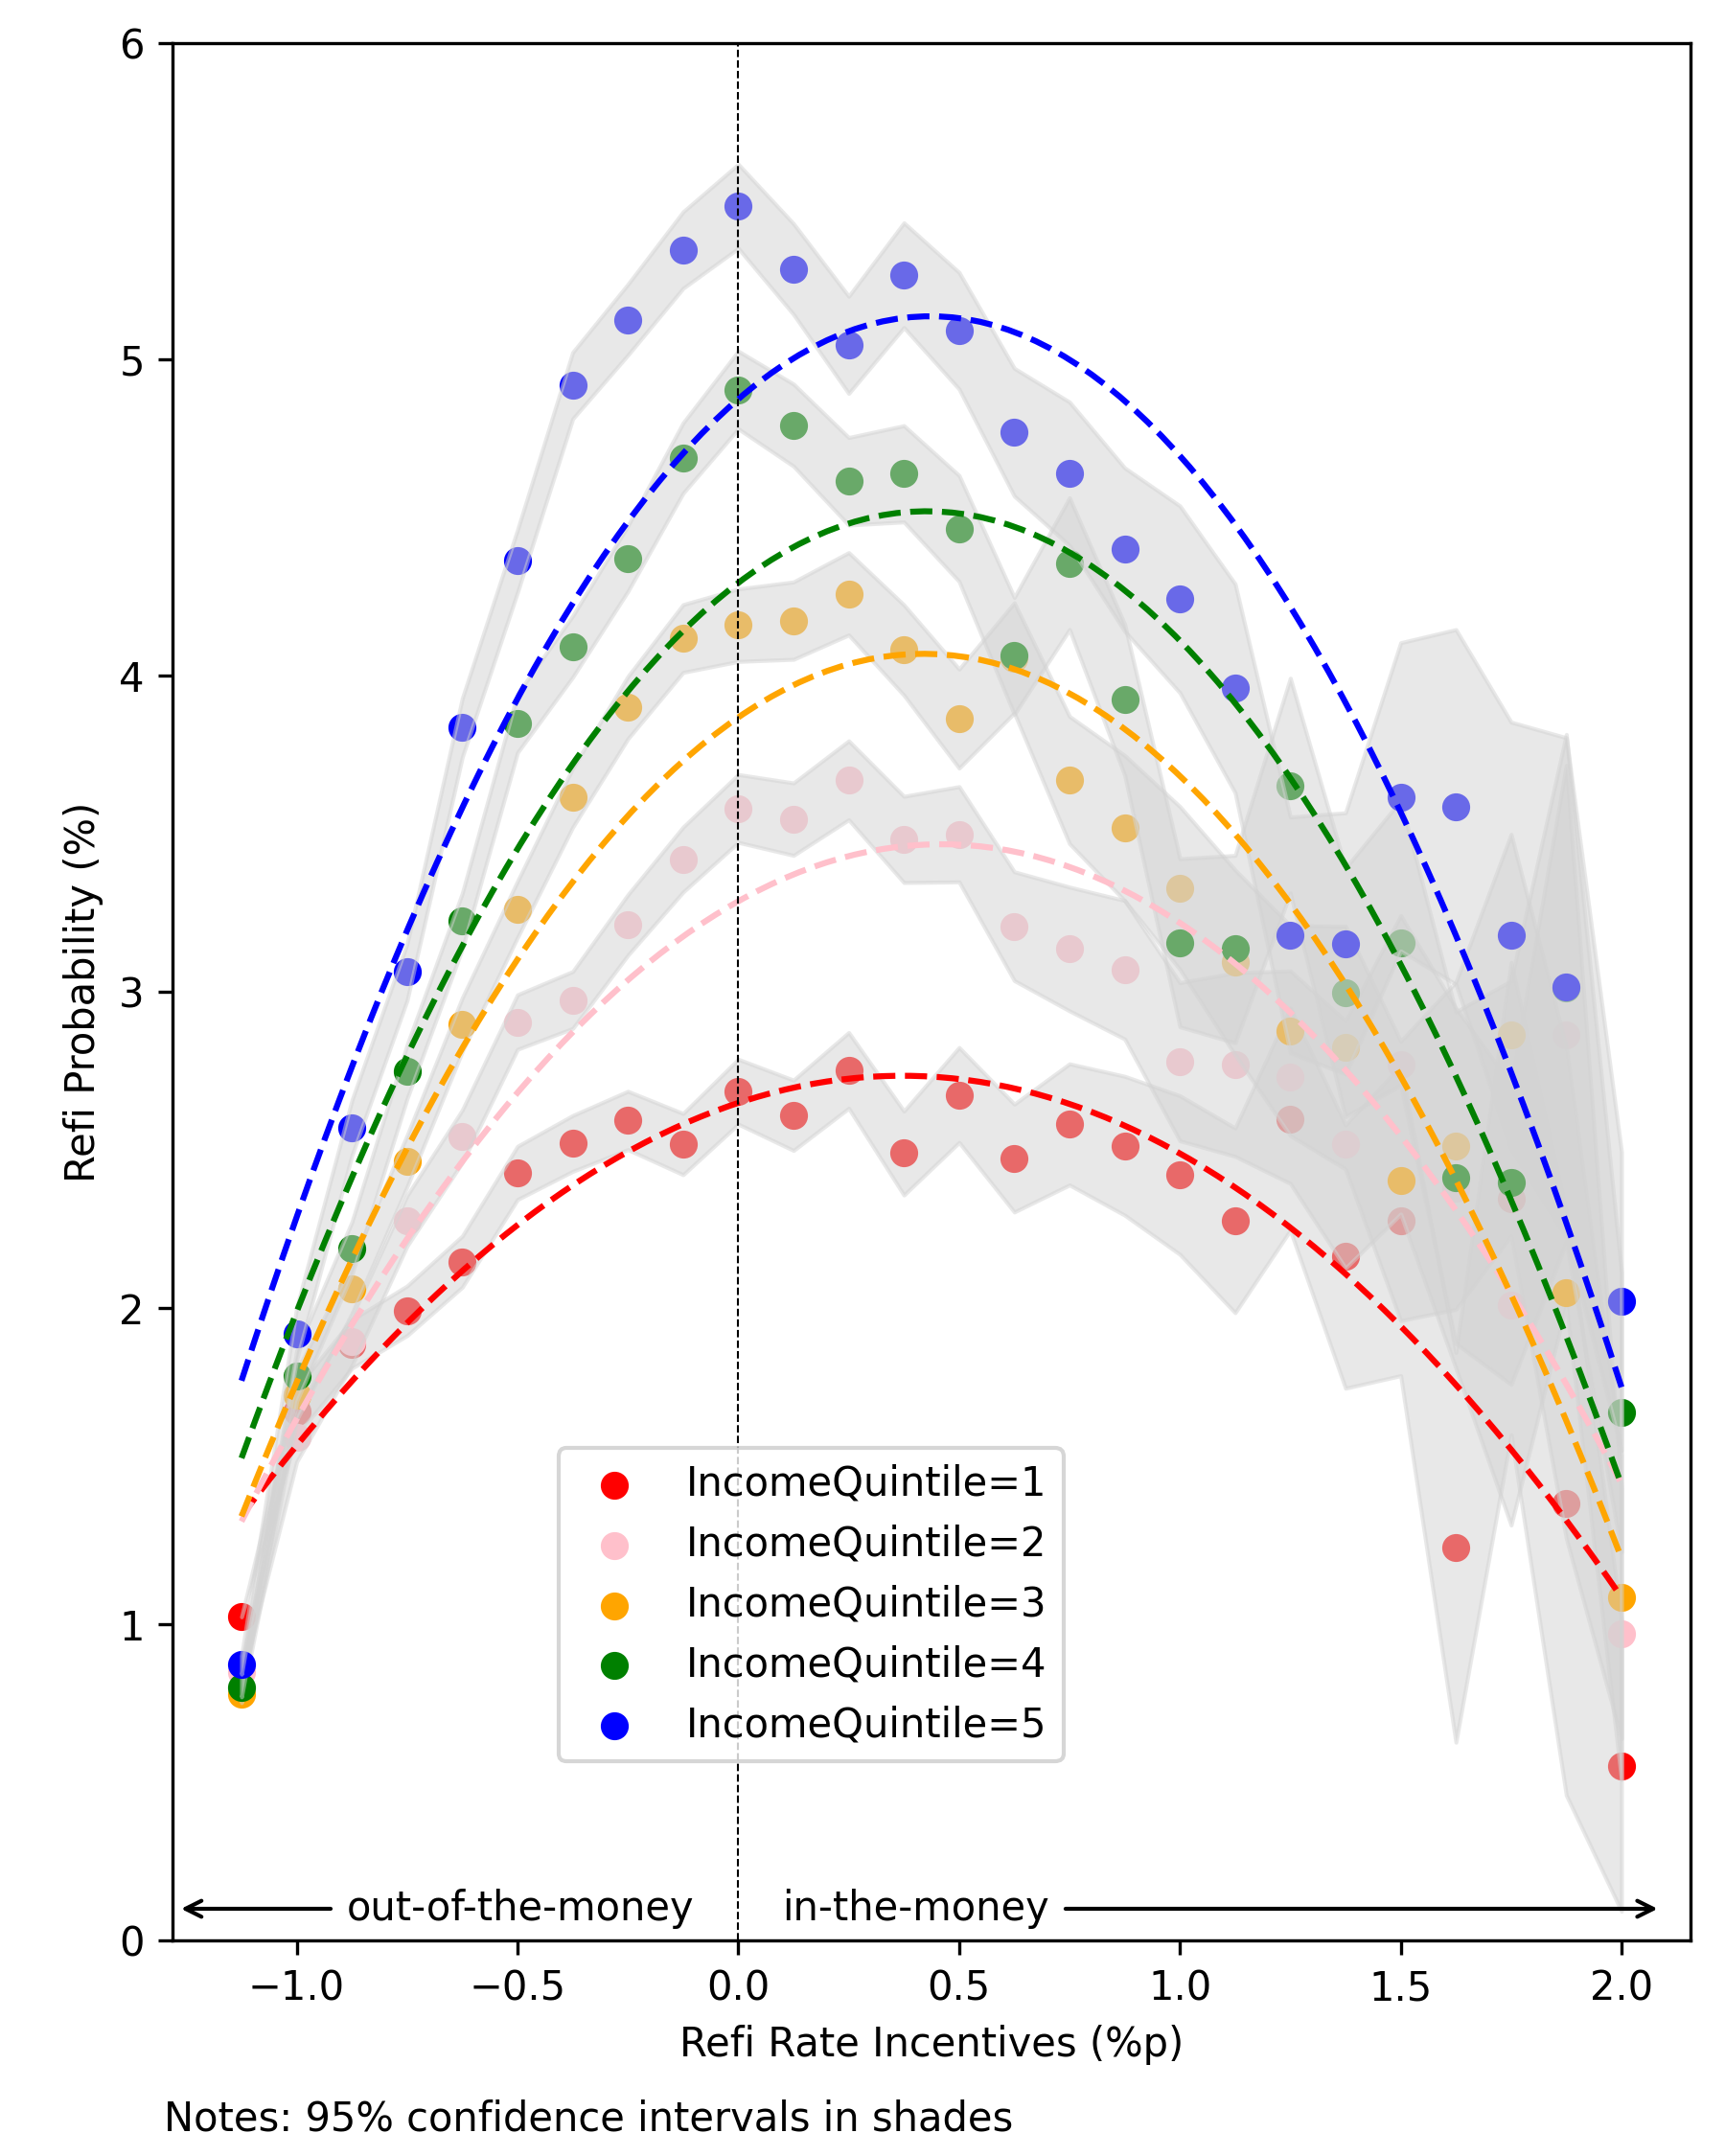 6
5
4
3
2
1
0
Refi Probability (%)
IncomeQuintile=1
IncomeQuintile=2
IncomeQuintile=3
IncomeQuintile=4
IncomeQuintile=5
out-of-the-money
in-the-money
−1.0 −0.5 0.0 0.5 1.0 1.5 2.0
Refi Rate Incentives (%p)
Notes: 95% confidence intervals in shades